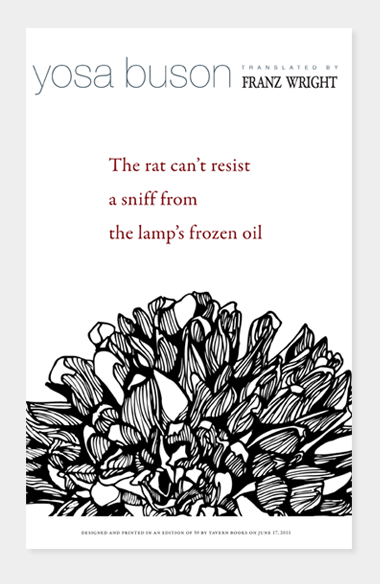 yosa buson
TRANSLATED BY
FRANZ WRIGHT
The rat can't resist
a sniff from
the lamp's frozen oil
DESIGNED AND PRINTED IN AN EDITION OF 50 BY TAVERN BOOKS ON JUNE 17, 2011